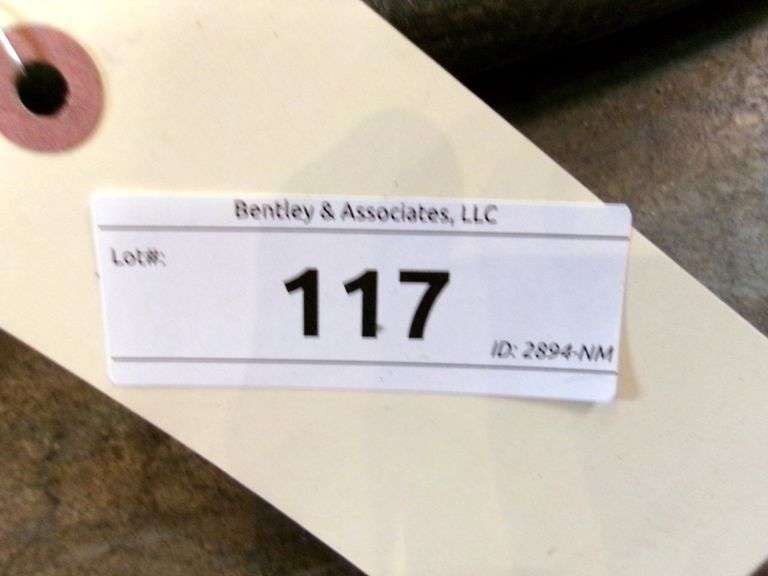 Bentley & Associates, LLC
Lot#:
117
ID: 2894-NM